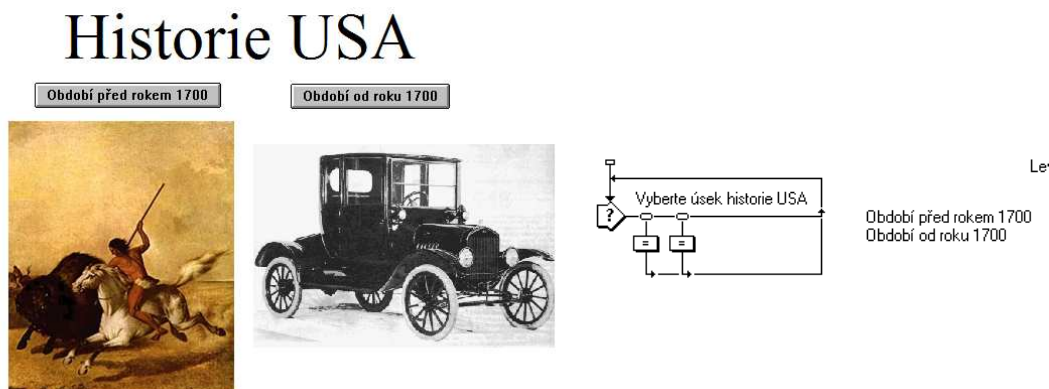 Historie USA
Období před rokem 1700
Období od roku 1700
Vyberte úsek historie USA
?
= =
Období před rokem 1700
Období od roku 1700